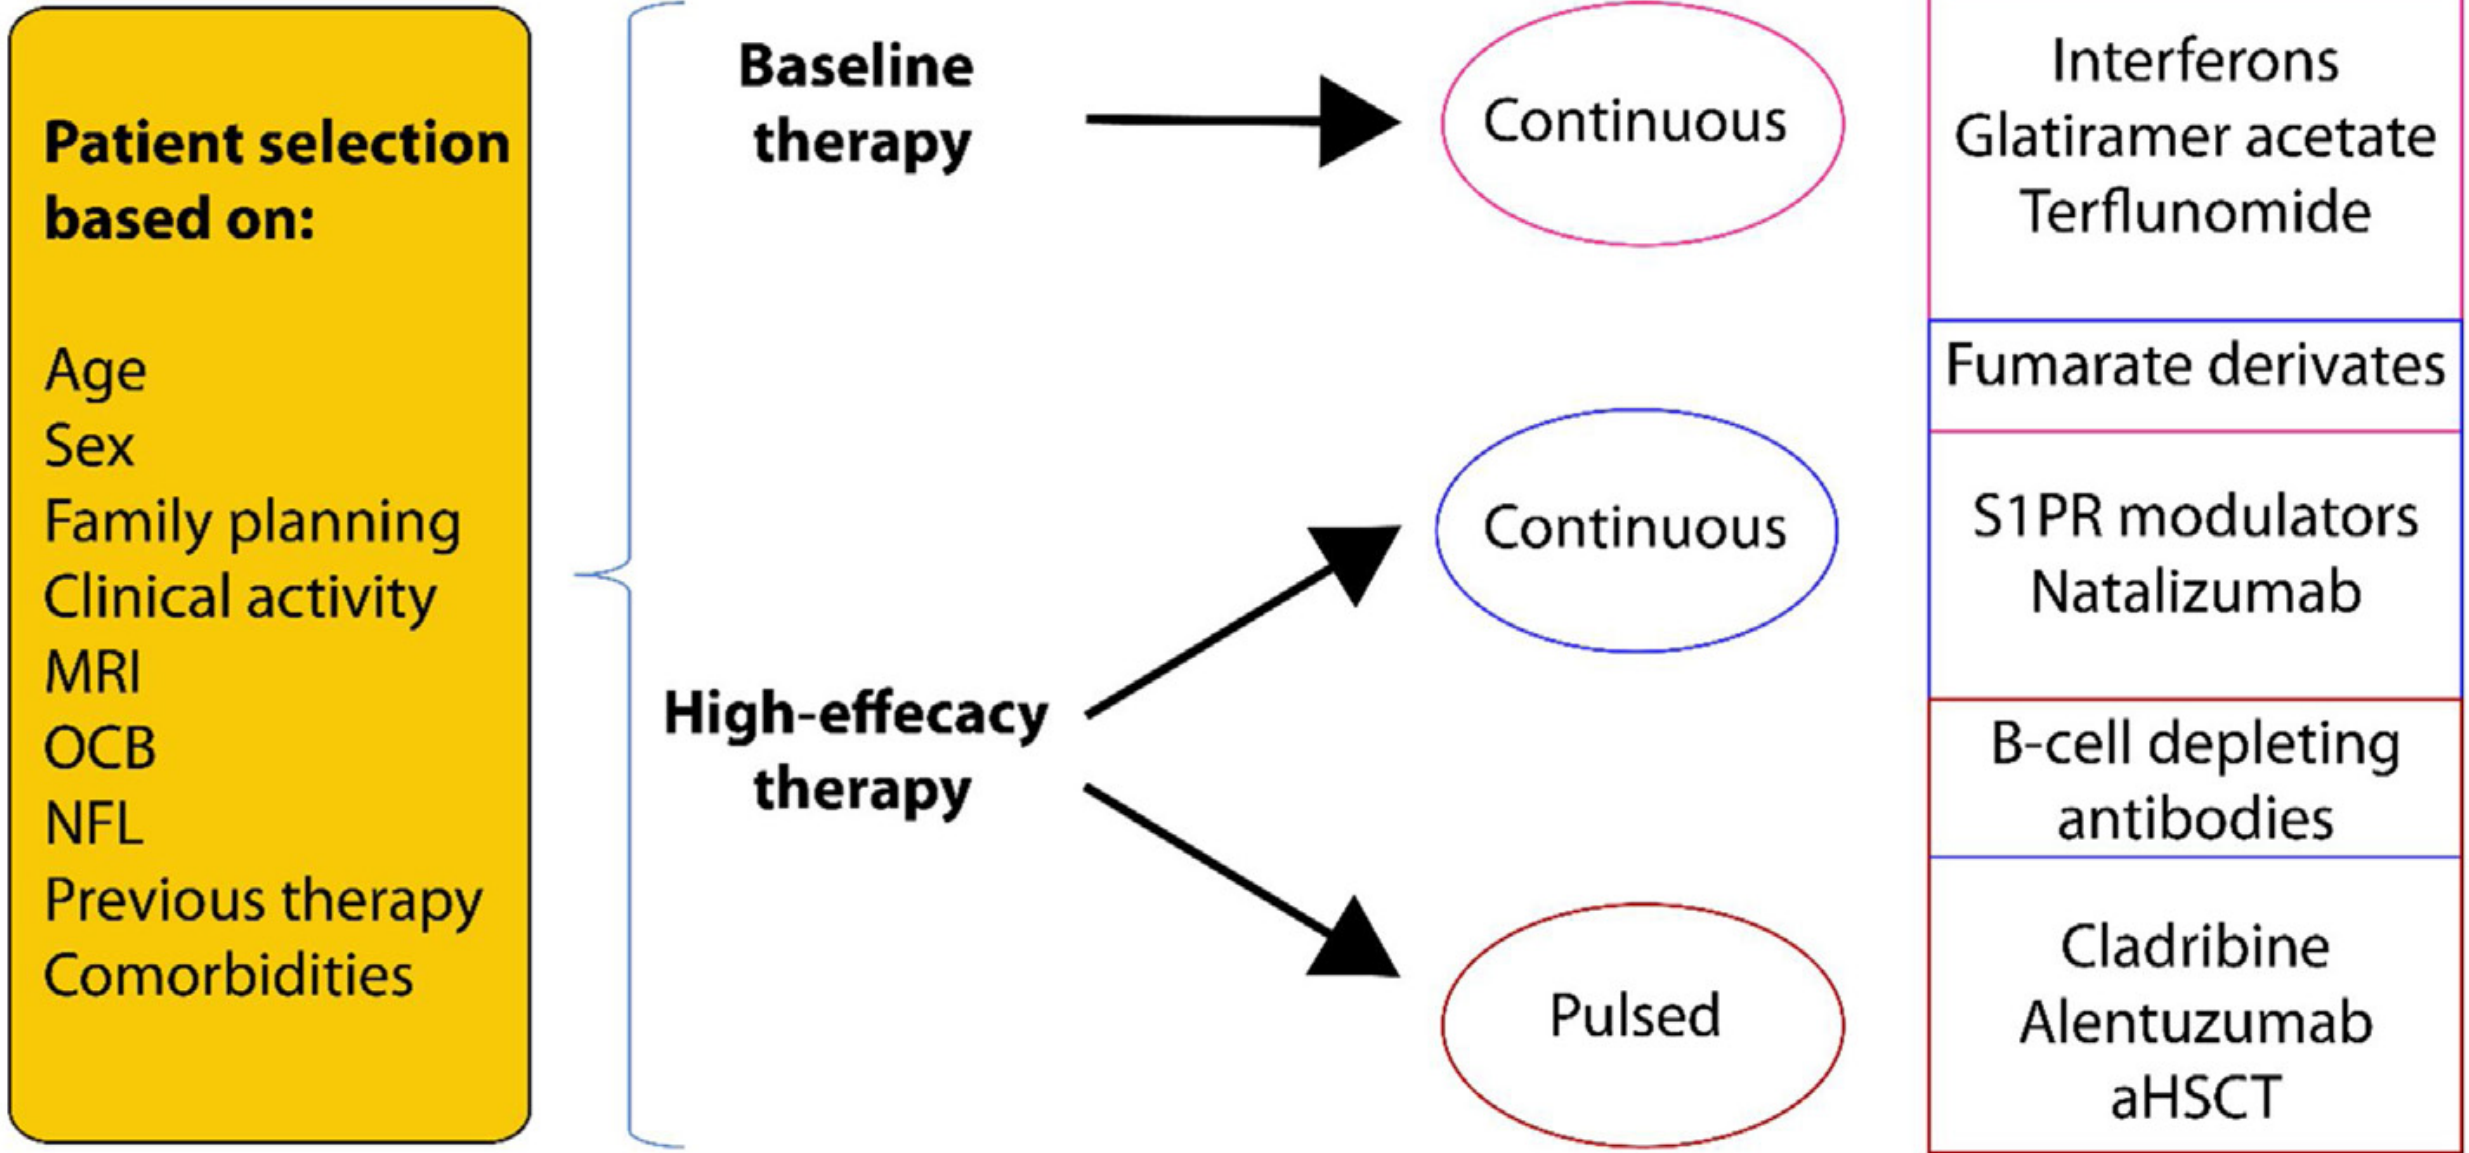 Patient selection
based on:
Age
Sex
Family planning
Clinical activity
MRI
OCB
NFL
Previous therapy
Comorbidities
Baseline
therapy
High-effecacy
therapy
Continuous
Continuous
Pulsed
Interferons
Glatiramer acetate
Terflunomide
Fumarate derivates
S1PR modulators
Natalizumab
B-cell depleting
antibodies
Cladribine
Alentuzumab
aHSCT